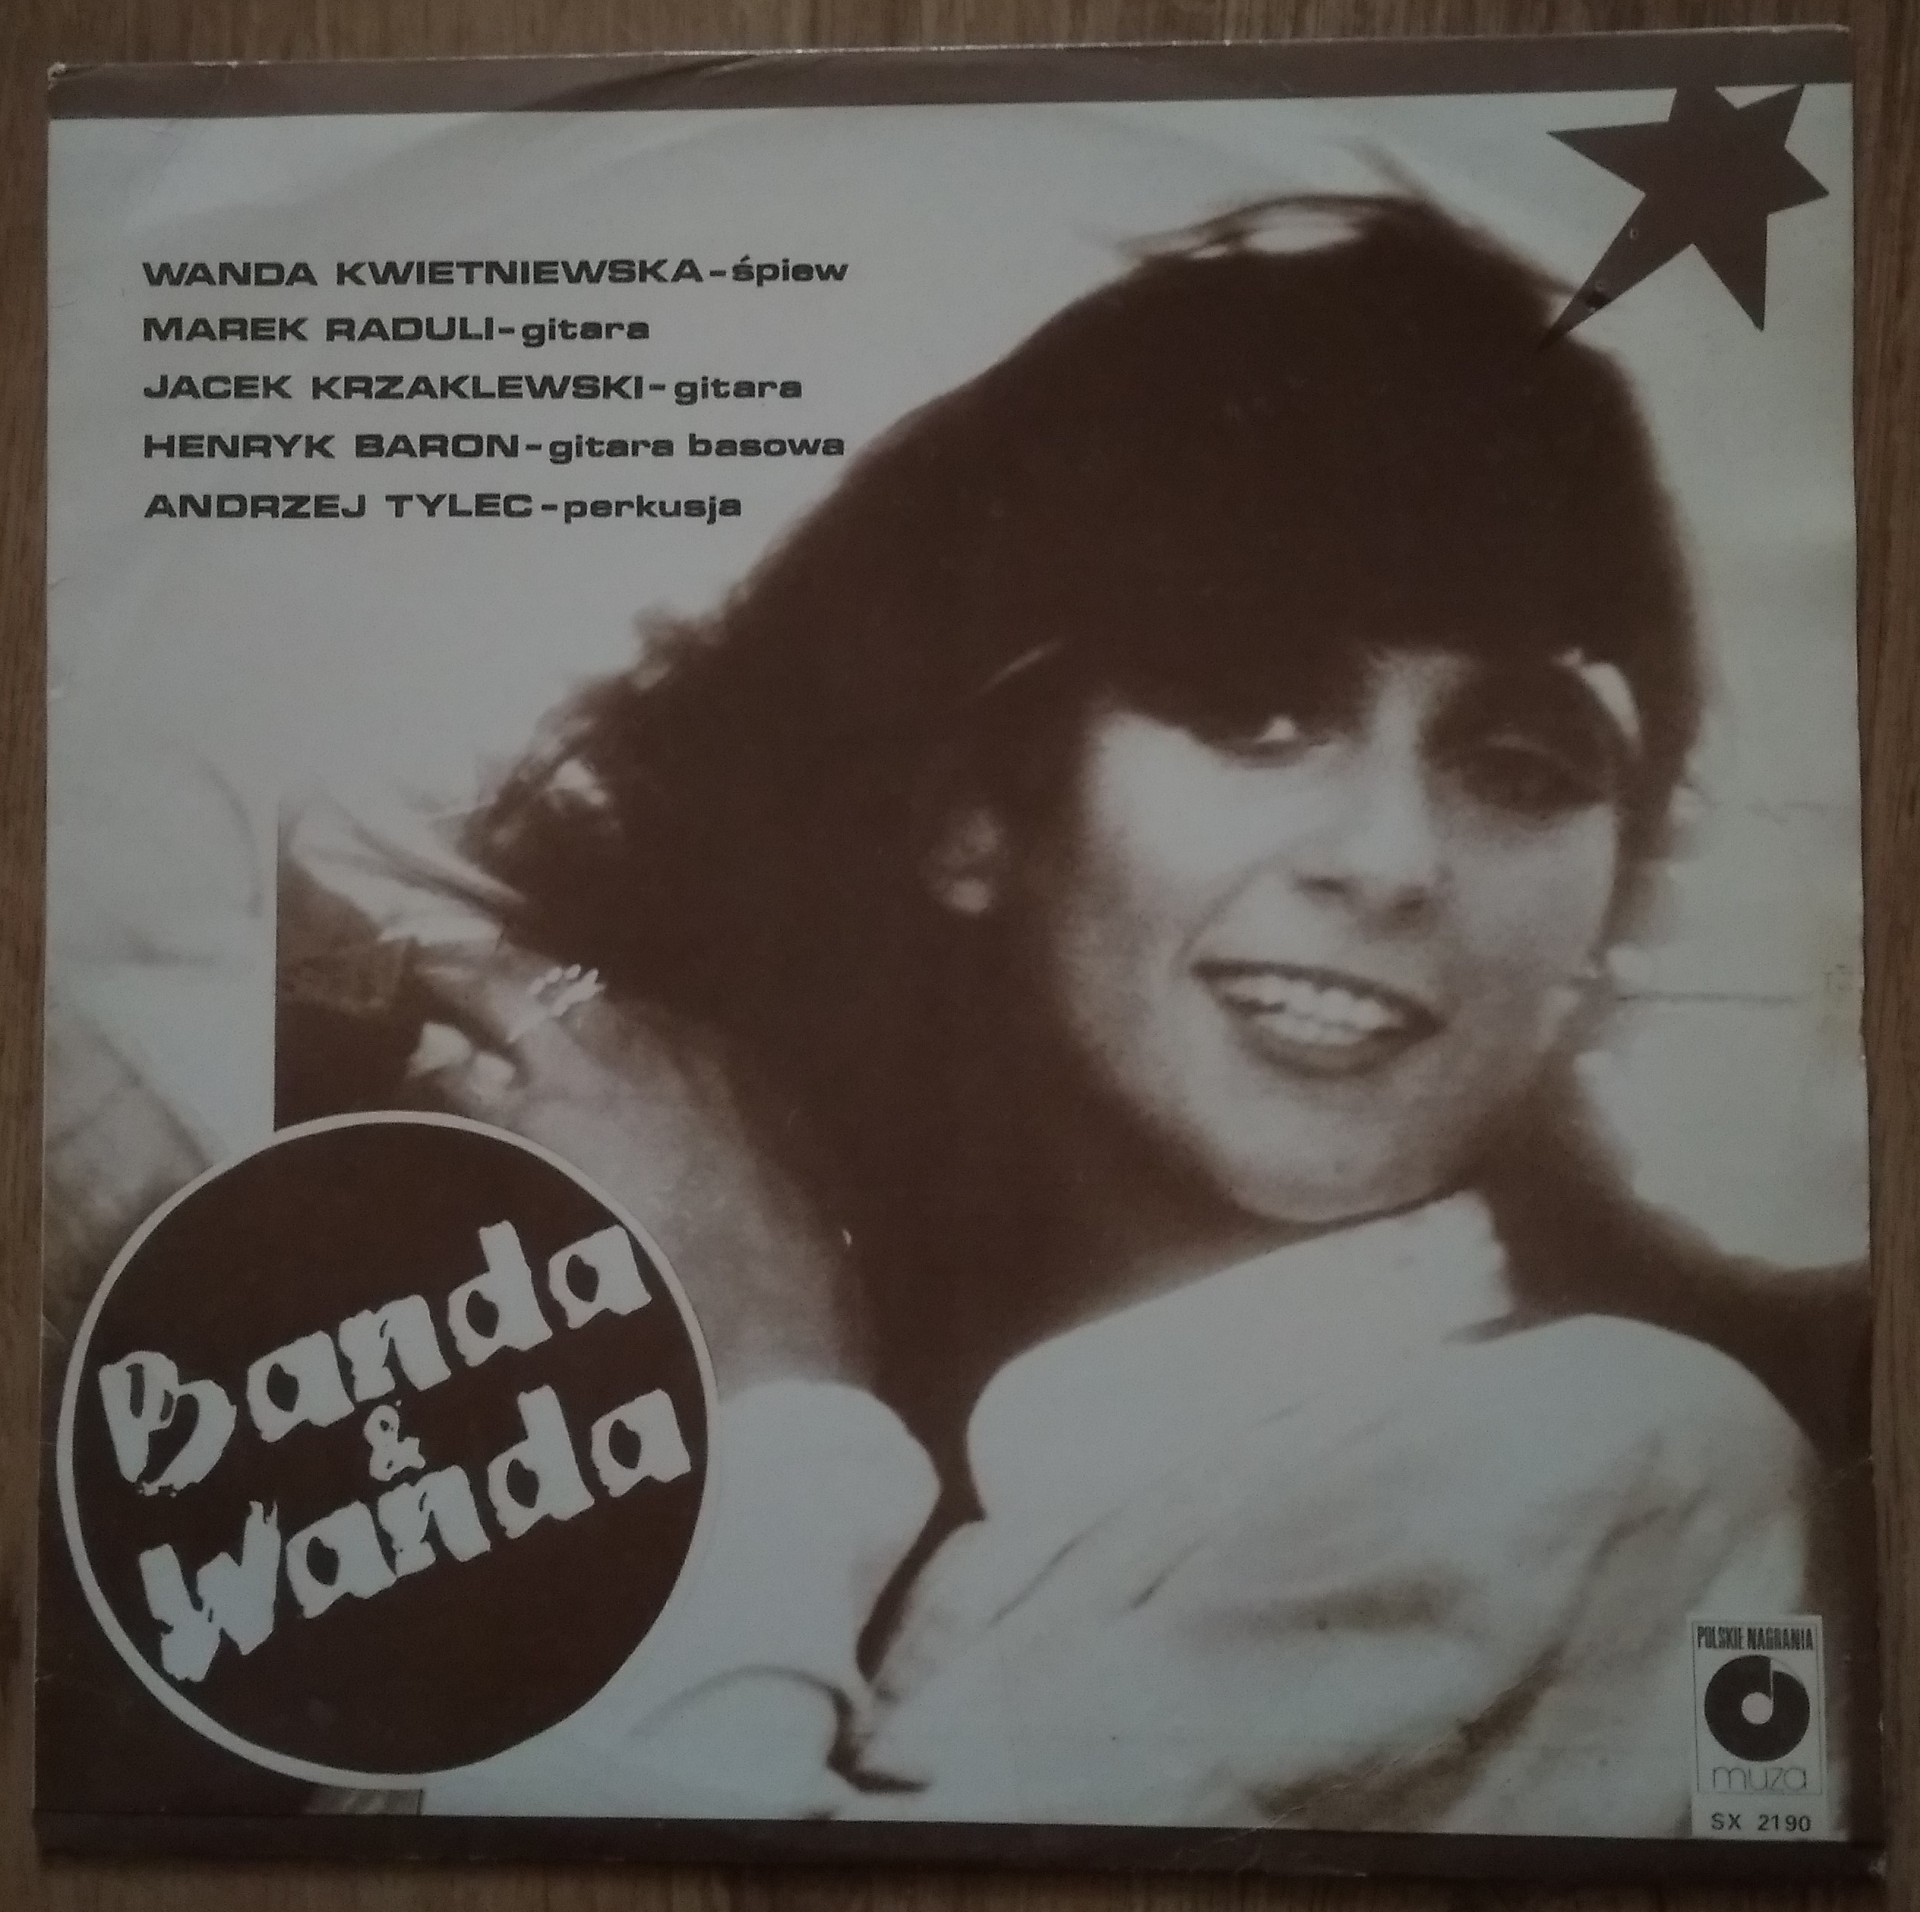 WANDA KWIETNIEWSKA-śpiew
MAREK RADULI-gitara
JACEK KRZAKLEWSKI-gitara
HENRYK BARON-gitara basowa
ANDRZEJ TYLEC-perkusja
Banda
&
Wanda
POLSKIE NAGRANIA
muza
SX 2190